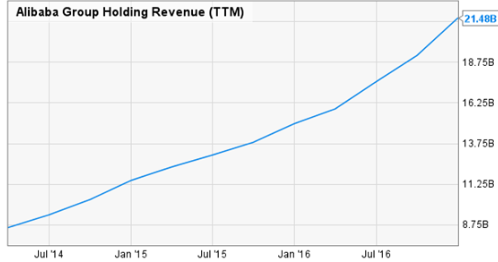 Alibaba Group Holding Revenue (TTM)
21.48B
18.75B
16.25B
13.75B
11.25B
8.75B
Jul '14
Jan '15
Jul '15
Jan '16
Jul '16